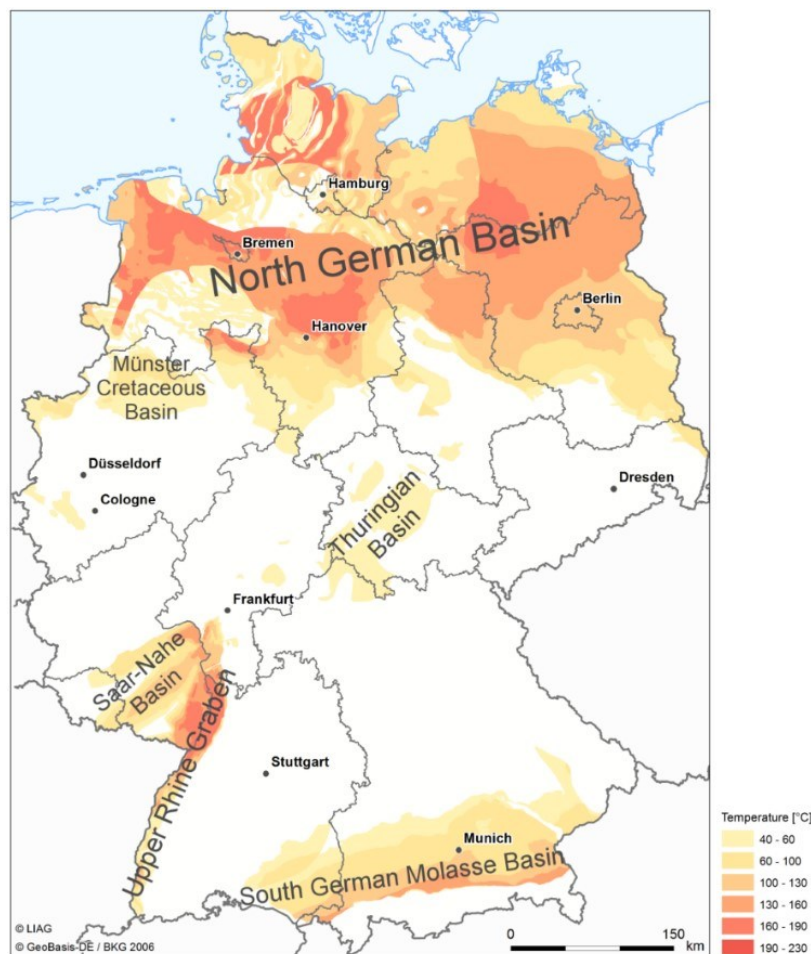 Hamburg
Bremen
North German Basin
Berlin
Hanover
Münster
Cretaceous
Basin
Düsseldorf
Cologne
Dresden
Thuringian
Basin
Frankfurt
Saar-Nahe
Basin
Upper Rhine Graben
Stuttgart
Munich
South German Molasse Basin
Temperature [°C]
40 - 60
60 - 100
100 - 130
130 - 160
160 - 190
190 - 230
© LIAG
© GeoBasis-DE / BKG 2006
0 150
km